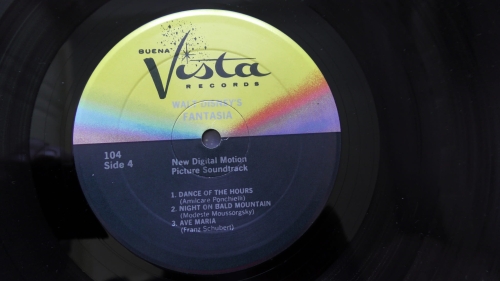 BUENA
Vista
RECORDS
WALT DISNEY'S
FANTASIA
104
Side 4
New Digital Motion
Picture Soundtrack
1. DANCE OF THE HOURS
(Amilcare Ponchielli)
2. NIGHT ON BALD MOUNTAIN
(Modeste Moussorgsky)
3. AVE MARIA
(Franz Schubert)